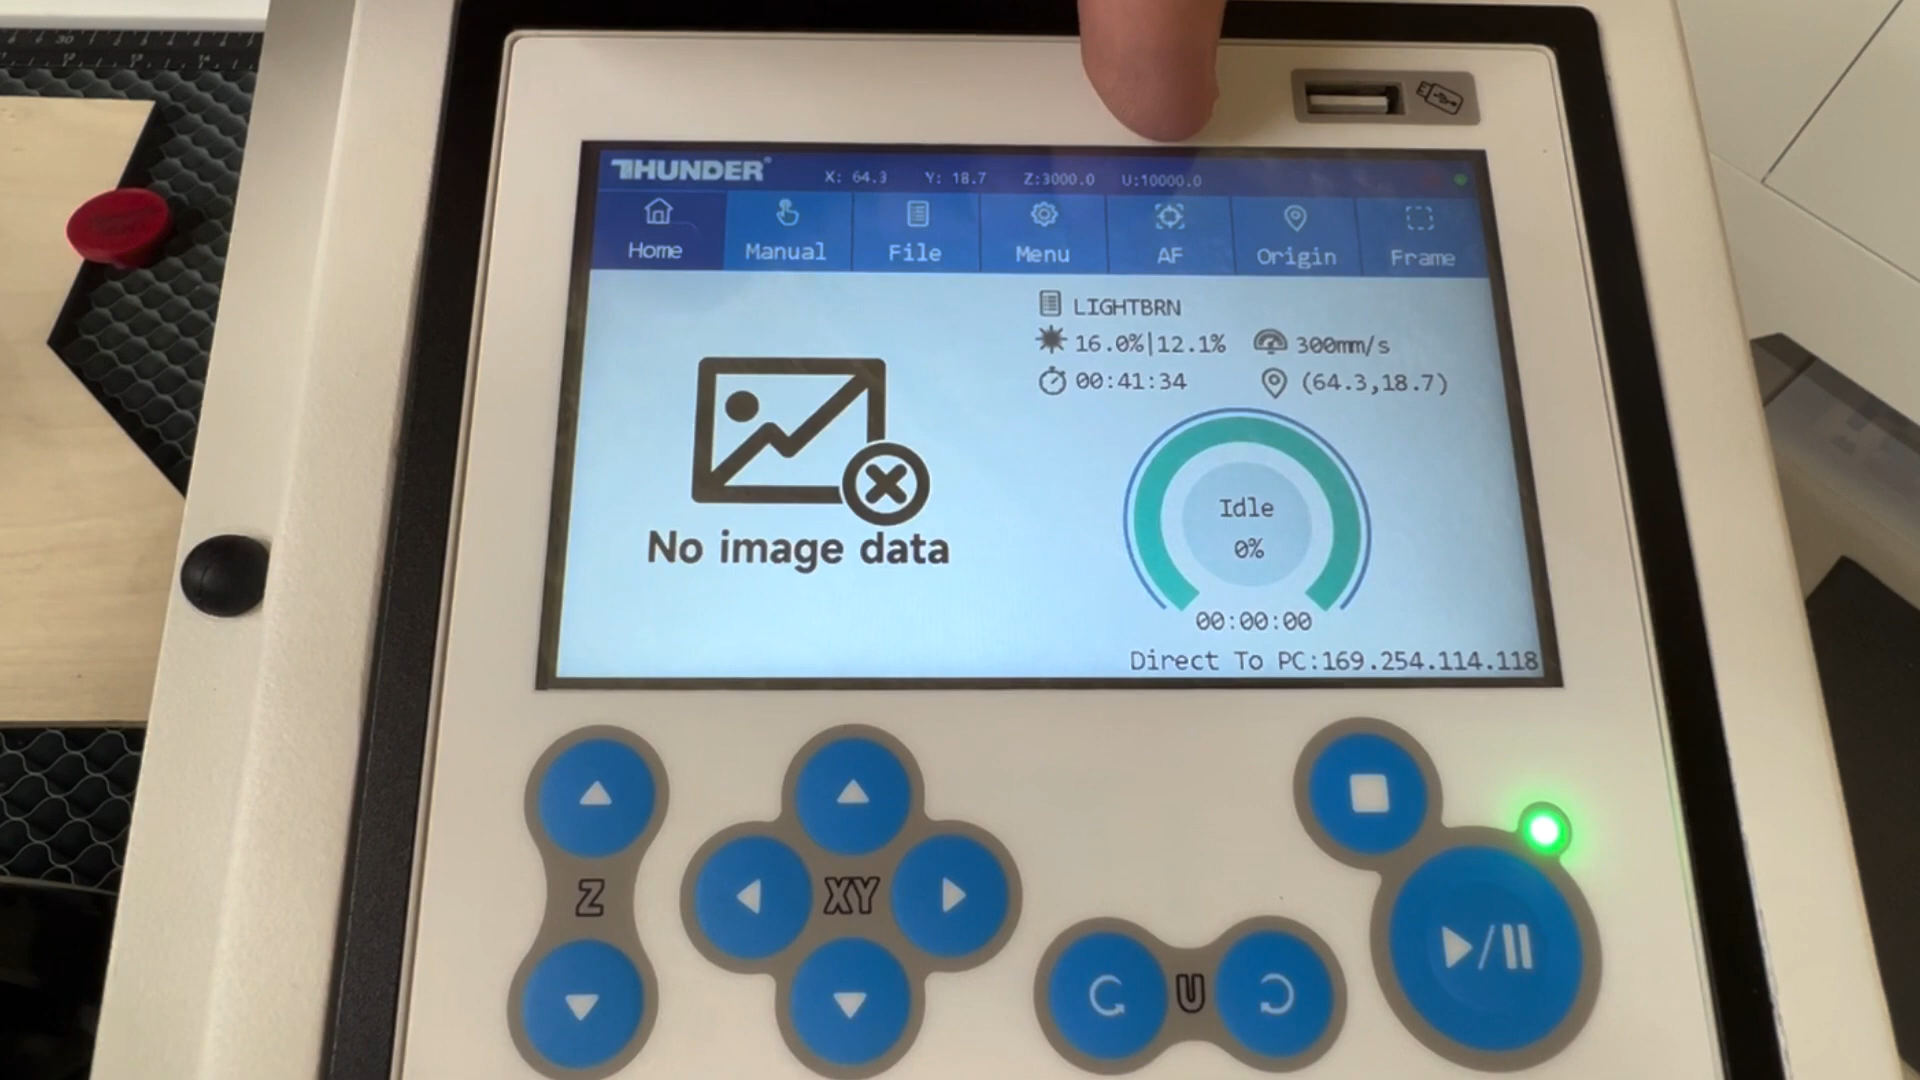 THUNDER® X: 64.3 Y: 18.7 Z:3000.0 U:10000.0
Home Manual File Menu AF Origin Frame
LIGHTBRN
16.0%|12.1% 300mm/s
00:41:34 (64.3,18.7)
No image data
Idle
0%
00:00:00
Direct To PC:169.254.114.118
Z
XY
U
30